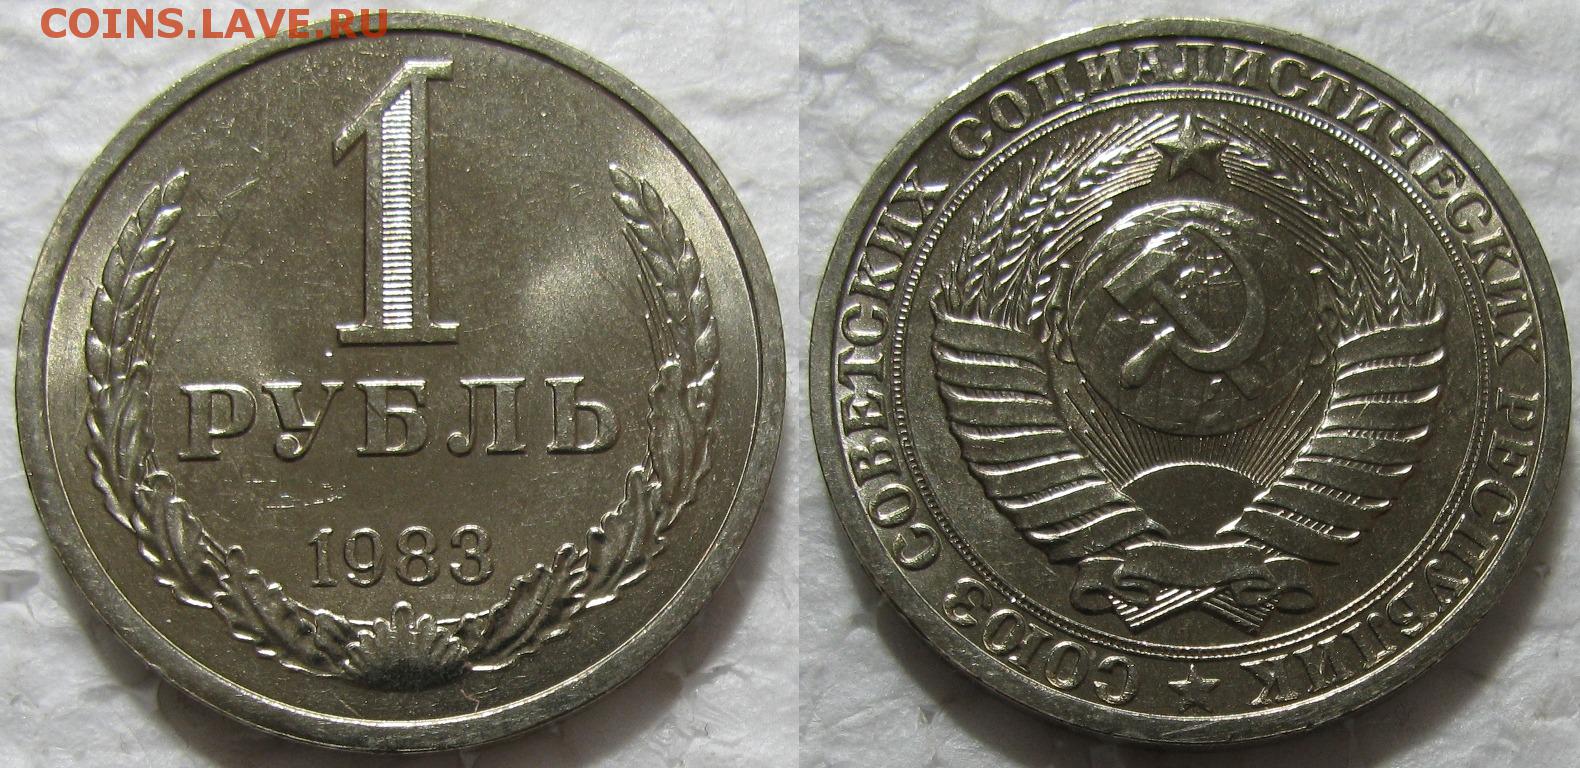 COINS.LAVE.RU
1
РУБЛЬ
1983
СОЮЗ СОВЕТСКИХ СОЦИАЛИСТИЧЕСКИХ РЕСПУБЛИК